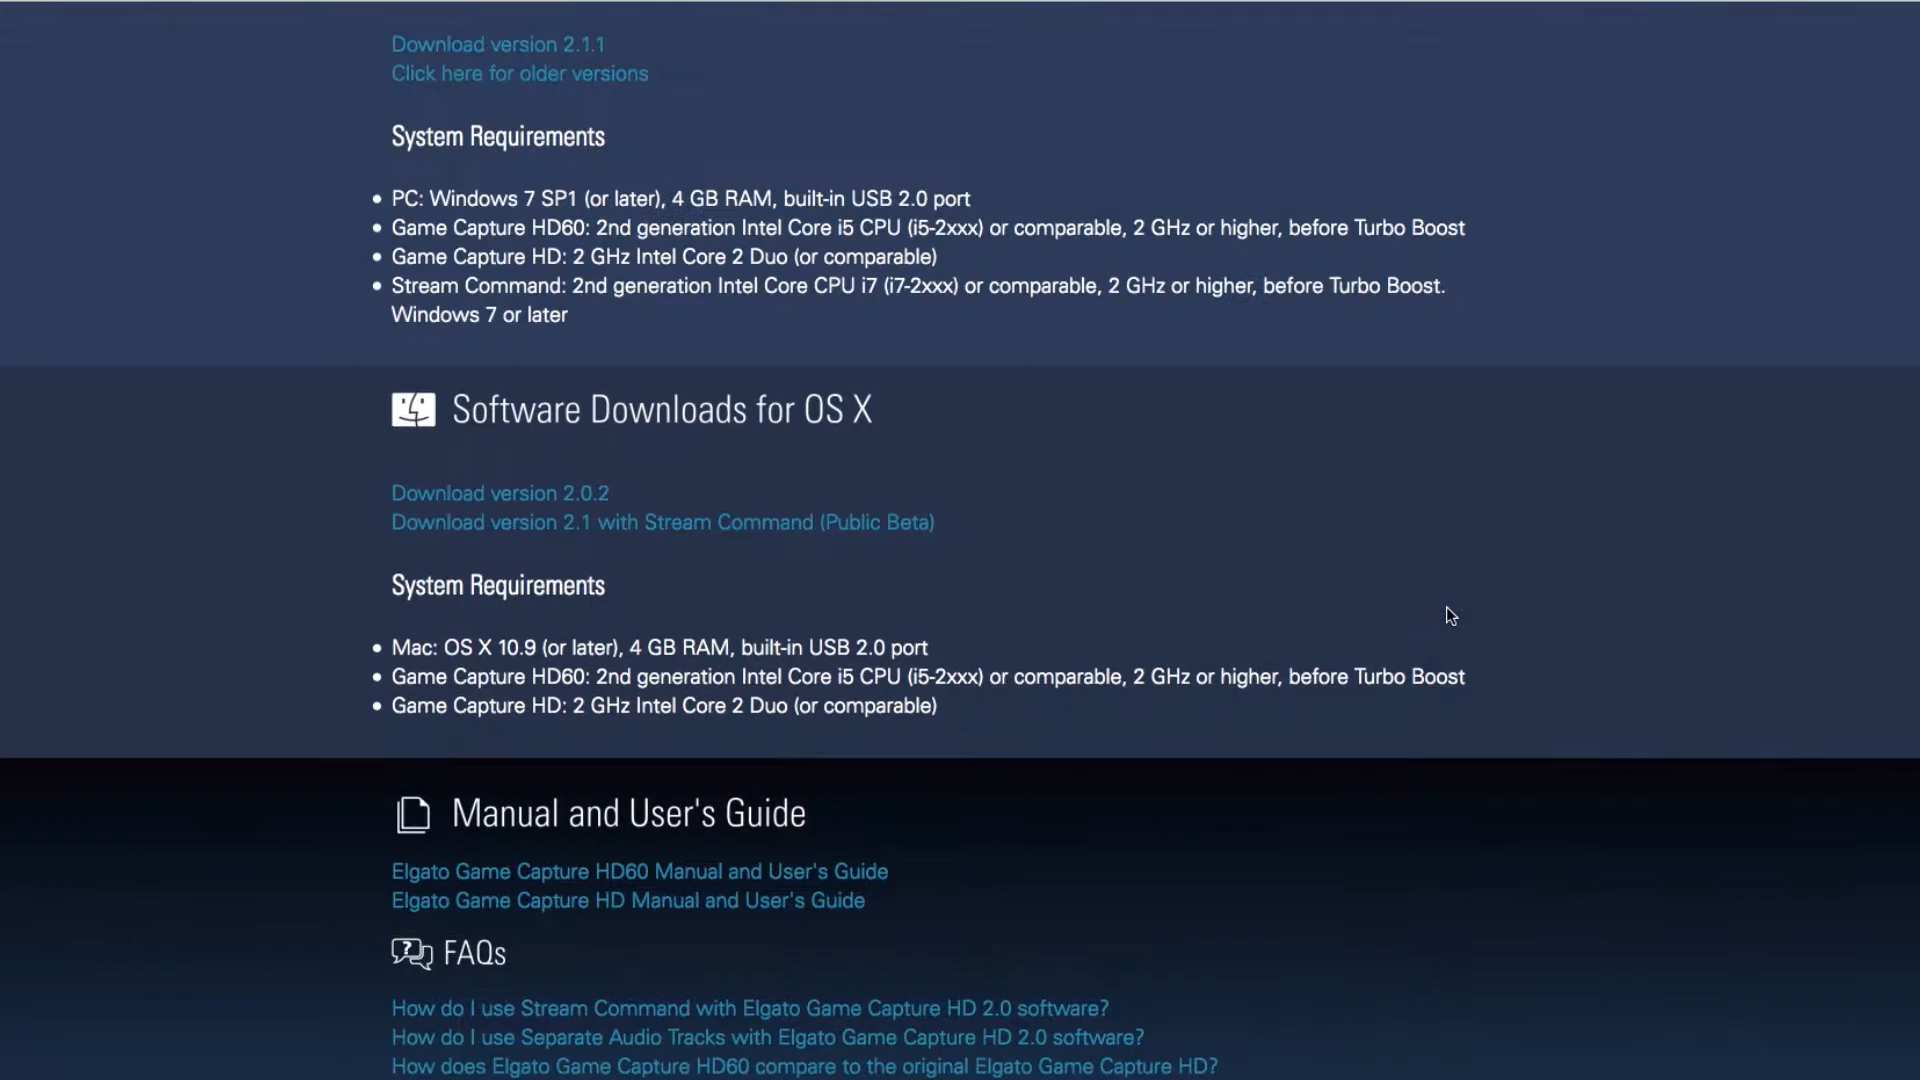 Download version 2.1.1
Click here for older versions
System Requirements
PC: Windows 7 SP1 (or later), 4 GB RAM, built-in USB 2.0 port
Game Capture HD60: 2nd generation Intel Core i5 CPU (i5-2xxx) or comparable, 2 GHz or higher, before Turbo Boost
Game Capture HD: 2 GHz Intel Core 2 Duo (or comparable)
Stream Command: 2nd generation Intel Core CPU i7 (i7-2xxx) or comparable, 2 GHz or higher, before Turbo Boost.
Windows 7 or later
Software Downloads for OS X
Download version 2.0.2
Download version 2.1 with Stream Command (Public Beta)
System Requirements
Mac: OS X 10.9 (or later), 4 GB RAM, built-in USB 2.0 port
Game Capture HD60: 2nd generation Intel Core i5 CPU (i5-2xxx) or comparable, 2 GHz or higher, before Turbo Boost
Game Capture HD: 2 GHz Intel Core 2 Duo (or comparable)
Manual and User's Guide
Elgato Game Capture HD60 Manual and User's Guide
Elgato Game Capture HD Manual and User's Guide
FAQs
How do I use Stream Command with Elgato Game Capture HD 2.0 software?
How do I use Separate Audio Tracks with Elgato Game Capture HD 2.0 software?
How does Elgato Game Capture HD60 compare to the original Elgato Game Capture HD?